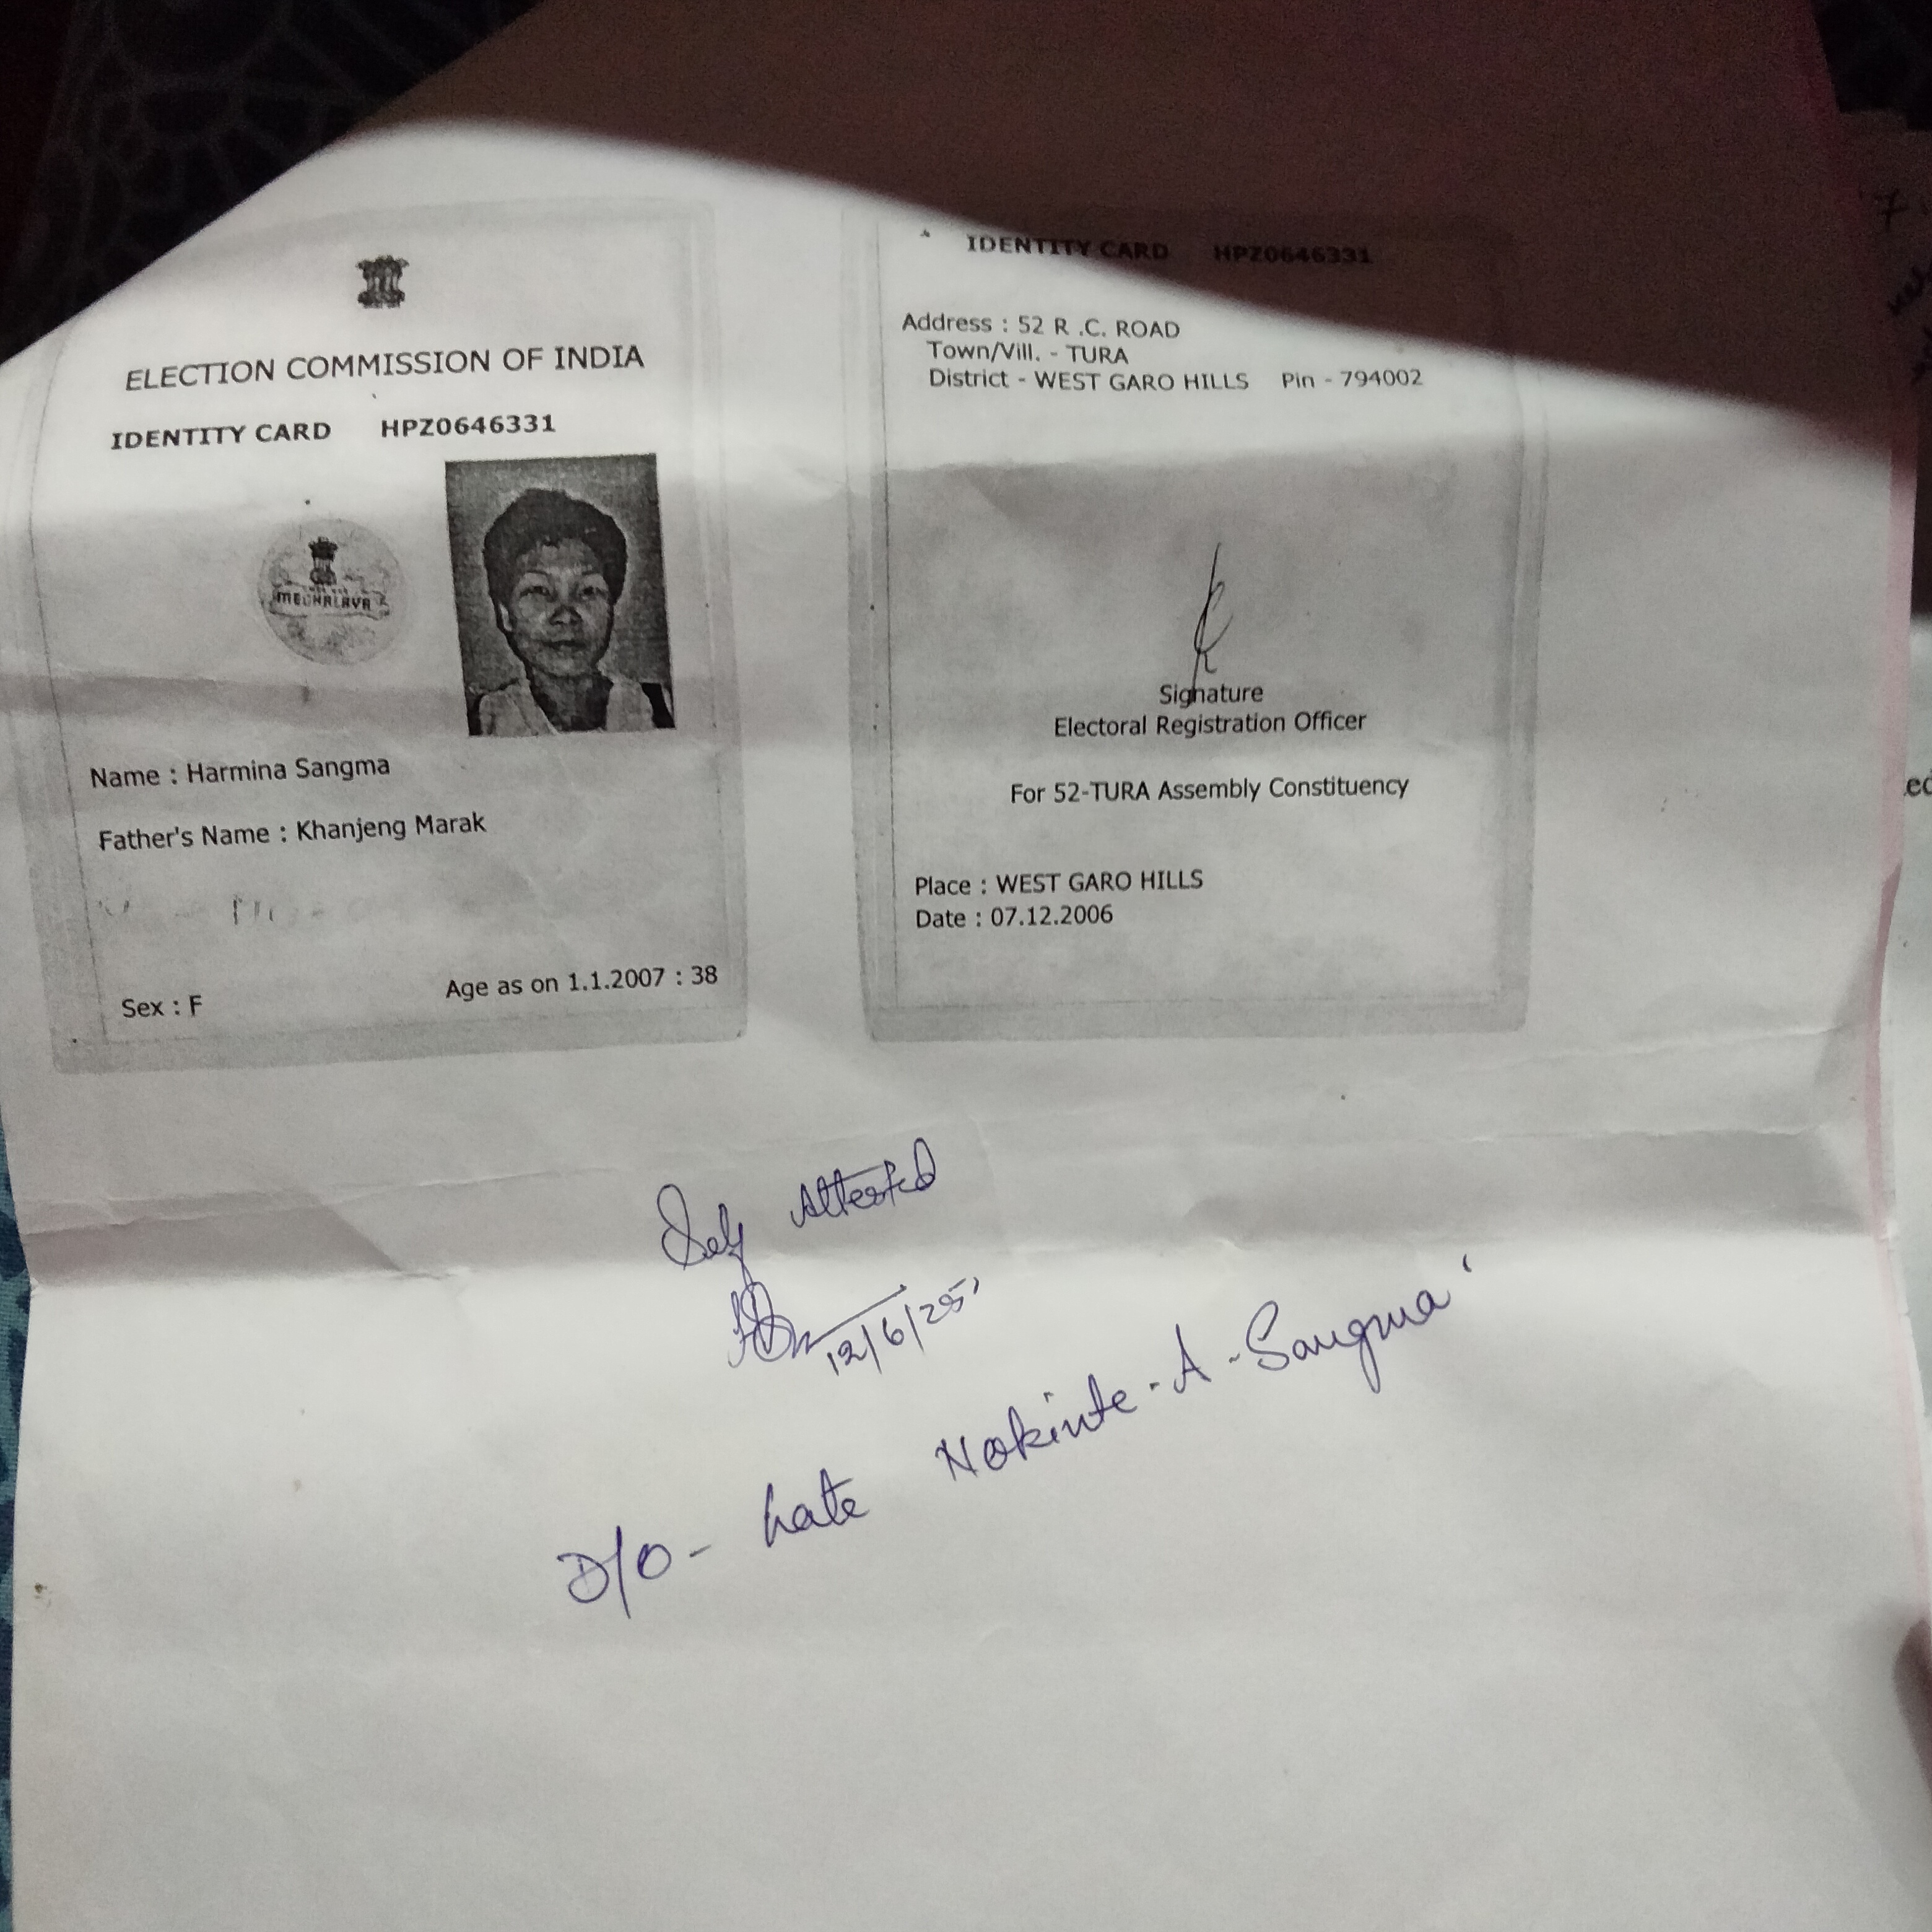 ELECTION COMMISSION OF INDIA
IDENTITY CARD HPZ0646331
MEGHALAYA
Name : Harmina Sangma
Father's Name : Khanjeng Marak
Sex : F Age as on 1.1.2007 : 38
IDENTITY CARD HPZ0646331
Address : 52 R .C. ROAD
Town/Vill. - TURA
District - WEST GARO HILLS Pin - 794002
Signature
Electoral Registration Officer
For 52-TURA Assembly Constituency
Place : WEST GARO HILLS
Date : 07.12.2006
Self Attested
12/6/25
D/O - Late Nokinte - A - Sangma